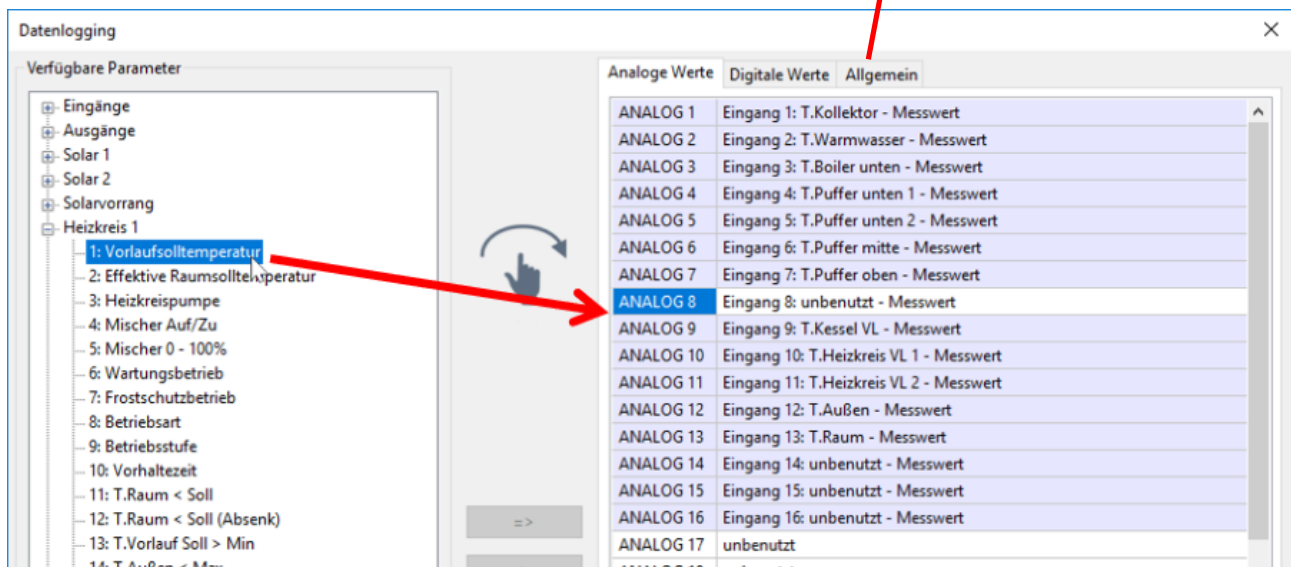 Datenlogging
Verfügbare Parameter
Eingänge
Ausgänge
Solar 1
Solar 2
Solarvorrang
Heizkreis 1
1: Vorlaufsolltemperatur
2: Effektive Raumsolltemperatur
3: Heizkreispumpe
4: Mischer Auf/Zu
5: Mischer 0 - 100%
6: Wartungsbetrieb
7: Frostschutzbetrieb
8: Betriebsart
9: Betriebsstufe
10: Vorhaltezeit
11: T.Raum < Soll
12: T.Raum < Soll (Absenk)
13: T.Vorlauf Soll > Min
=>
Analoge Werte Digitale Werte Allgemein
ANALOG 1 Eingang 1: T.Kollektor - Messwert
ANALOG 2 Eingang 2: T.Warmwasser - Messwert
ANALOG 3 Eingang 3: T.Boiler unten - Messwert
ANALOG 4 Eingang 4: T.Puffer unten 1 - Messwert
ANALOG 5 Eingang 5: T.Puffer unten 2 - Messwert
ANALOG 6 Eingang 6: T.Puffer mitte - Messwert
ANALOG 7 Eingang 7: T.Puffer oben - Messwert
ANALOG 8 Eingang 8: unbenutzt - Messwert
ANALOG 9 Eingang 9: T.Kessel VL - Messwert
ANALOG 10 Eingang 10: T.Heizkreis VL 1 - Messwert
ANALOG 11 Eingang 11: T.Heizkreis VL 2 - Messwert
ANALOG 12 Eingang 12: T.Außen - Messwert
ANALOG 13 Eingang 13: T.Raum - Messwert
ANALOG 14 Eingang 14: unbenutzt - Messwert
ANALOG 15 Eingang 15: unbenutzt - Messwert
ANALOG 16 Eingang 16: unbenutzt - Messwert
ANALOG 17 unbenutzt